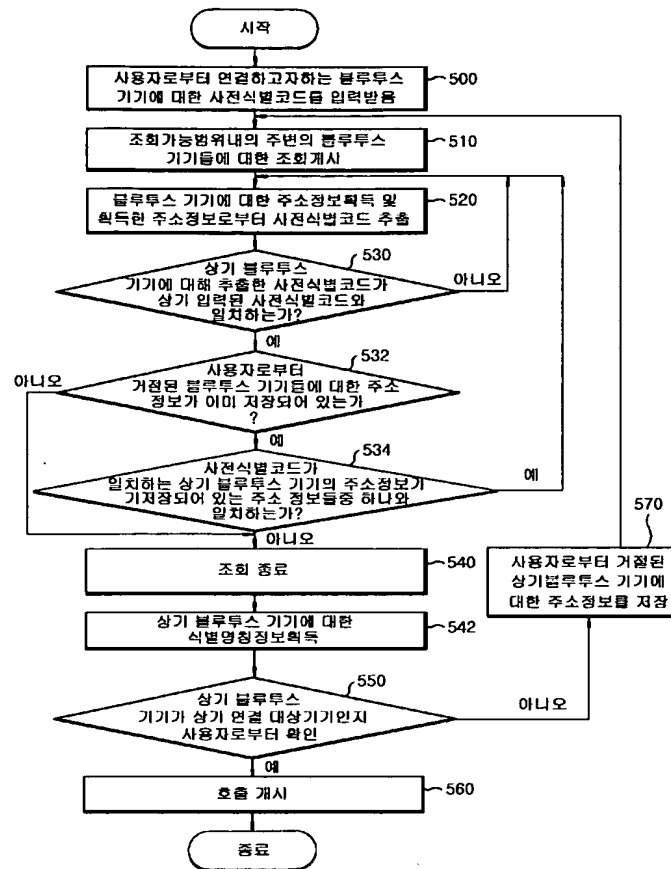 시작
사용자로부터 연결하고자하는 블루투스
기기에 대한 사전식별코드를 입력받음
500
조회가능범위내의 주변의 블루투스
기기들에 대한 조회개시
510
블루투스 기기에 대한 주소정보획득 및
획득한 주소정보로부터 사전식별코드 추출
520
530
상기 블루투스
기기에 대해 추출한 사전식별코드가
상기 입력된 사전식별코드와
일치하는가?
아니오
예
532
아니오
사용자로부터
거절된 블루투스 기기들에 대한 주소
정보가 이미 저장되어 있는가
?
예
534
사전식별코드가
일치하는 상기 블루투스 기기의 주소정보가
기저장되어 있는 주소 정보들중 하나와
일치하는가?
예
아니오
570
사용자로부터 거절된
상기블루투스 기기에
대한 주소정보를 저장
조회 종료
540
상기 블루투스 기기에 대한
식별명칭정보획득
542
550
상기 블루투스
기기가 상기 연결 대상기기인지
사용자로부터 확인
아니오
예
호출 개시
560
종료